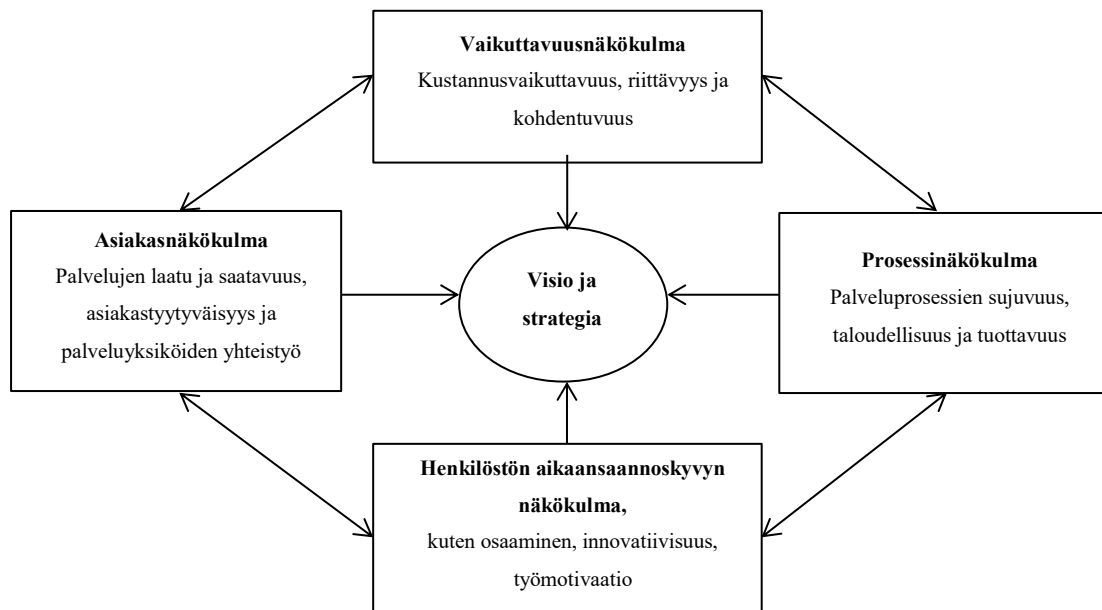 Vaikuttavuusnäkökulma
Kustannusvaikuttavuus, riittävyys ja
kohdentuvuus
Asiakasnäkökulma
Palvelujen laatu ja saatavuus,
asiakastyytyväisyys ja
palveluyksiköiden yhteistyö
Visio ja
strategia
Prosessinäkökulma
Palveluprosessien sujuvuus,
taloudellisuus ja tuottavuus
Henkilöstön aikaansaannoskyvyn
näkökulma,
kuten osaaminen, innovatiivisuus,
työmotivaatio